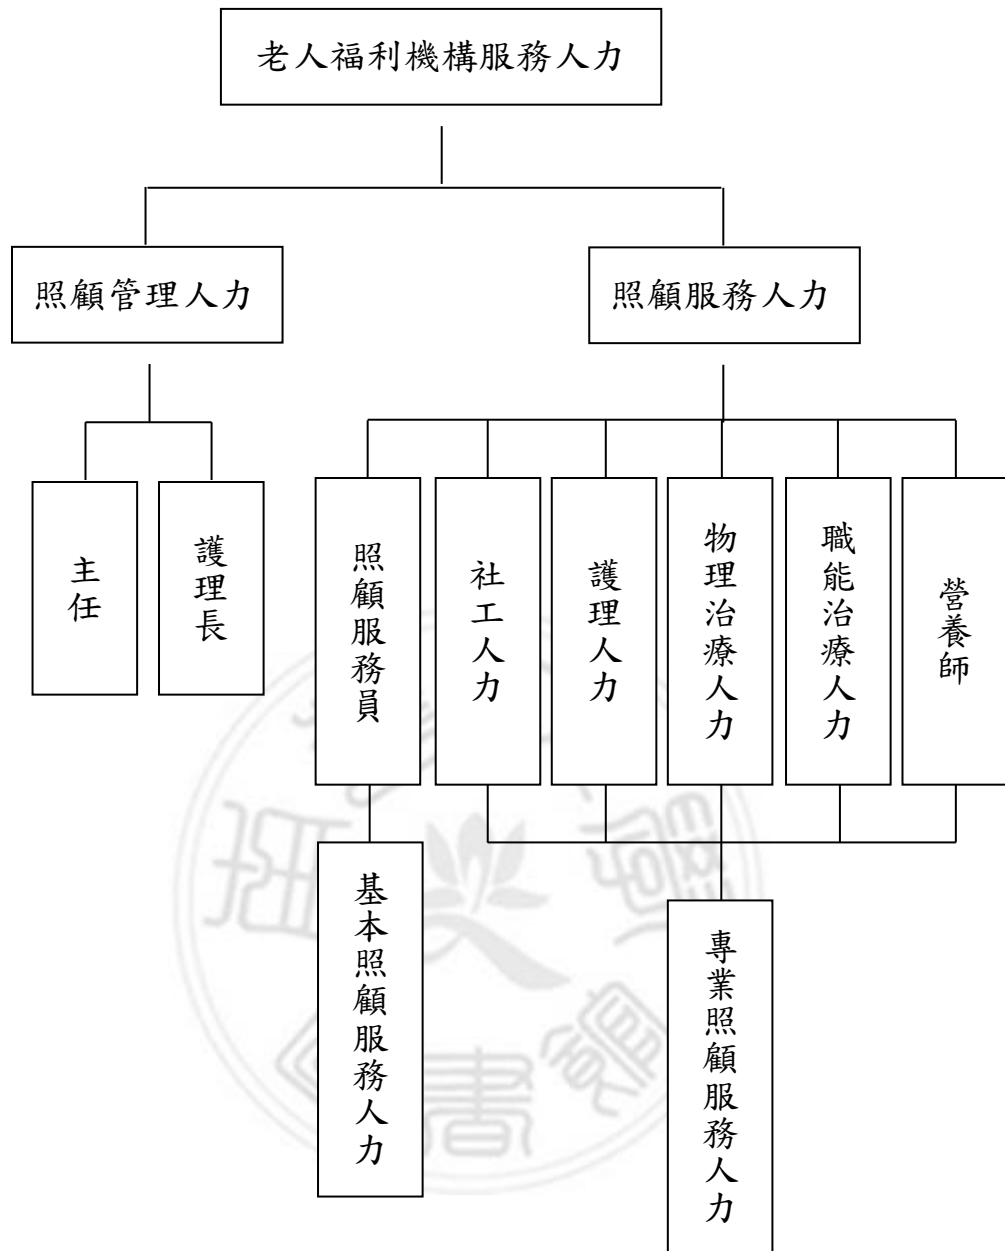 老人福利機構服務人力
照顧管理人力
照顧服務人力
主任
護理長
照顧服務員
社工人力
護理人力
物理治療人力
職能治療人力
營養師
基本照顧服務人力
專業照顧服務人力